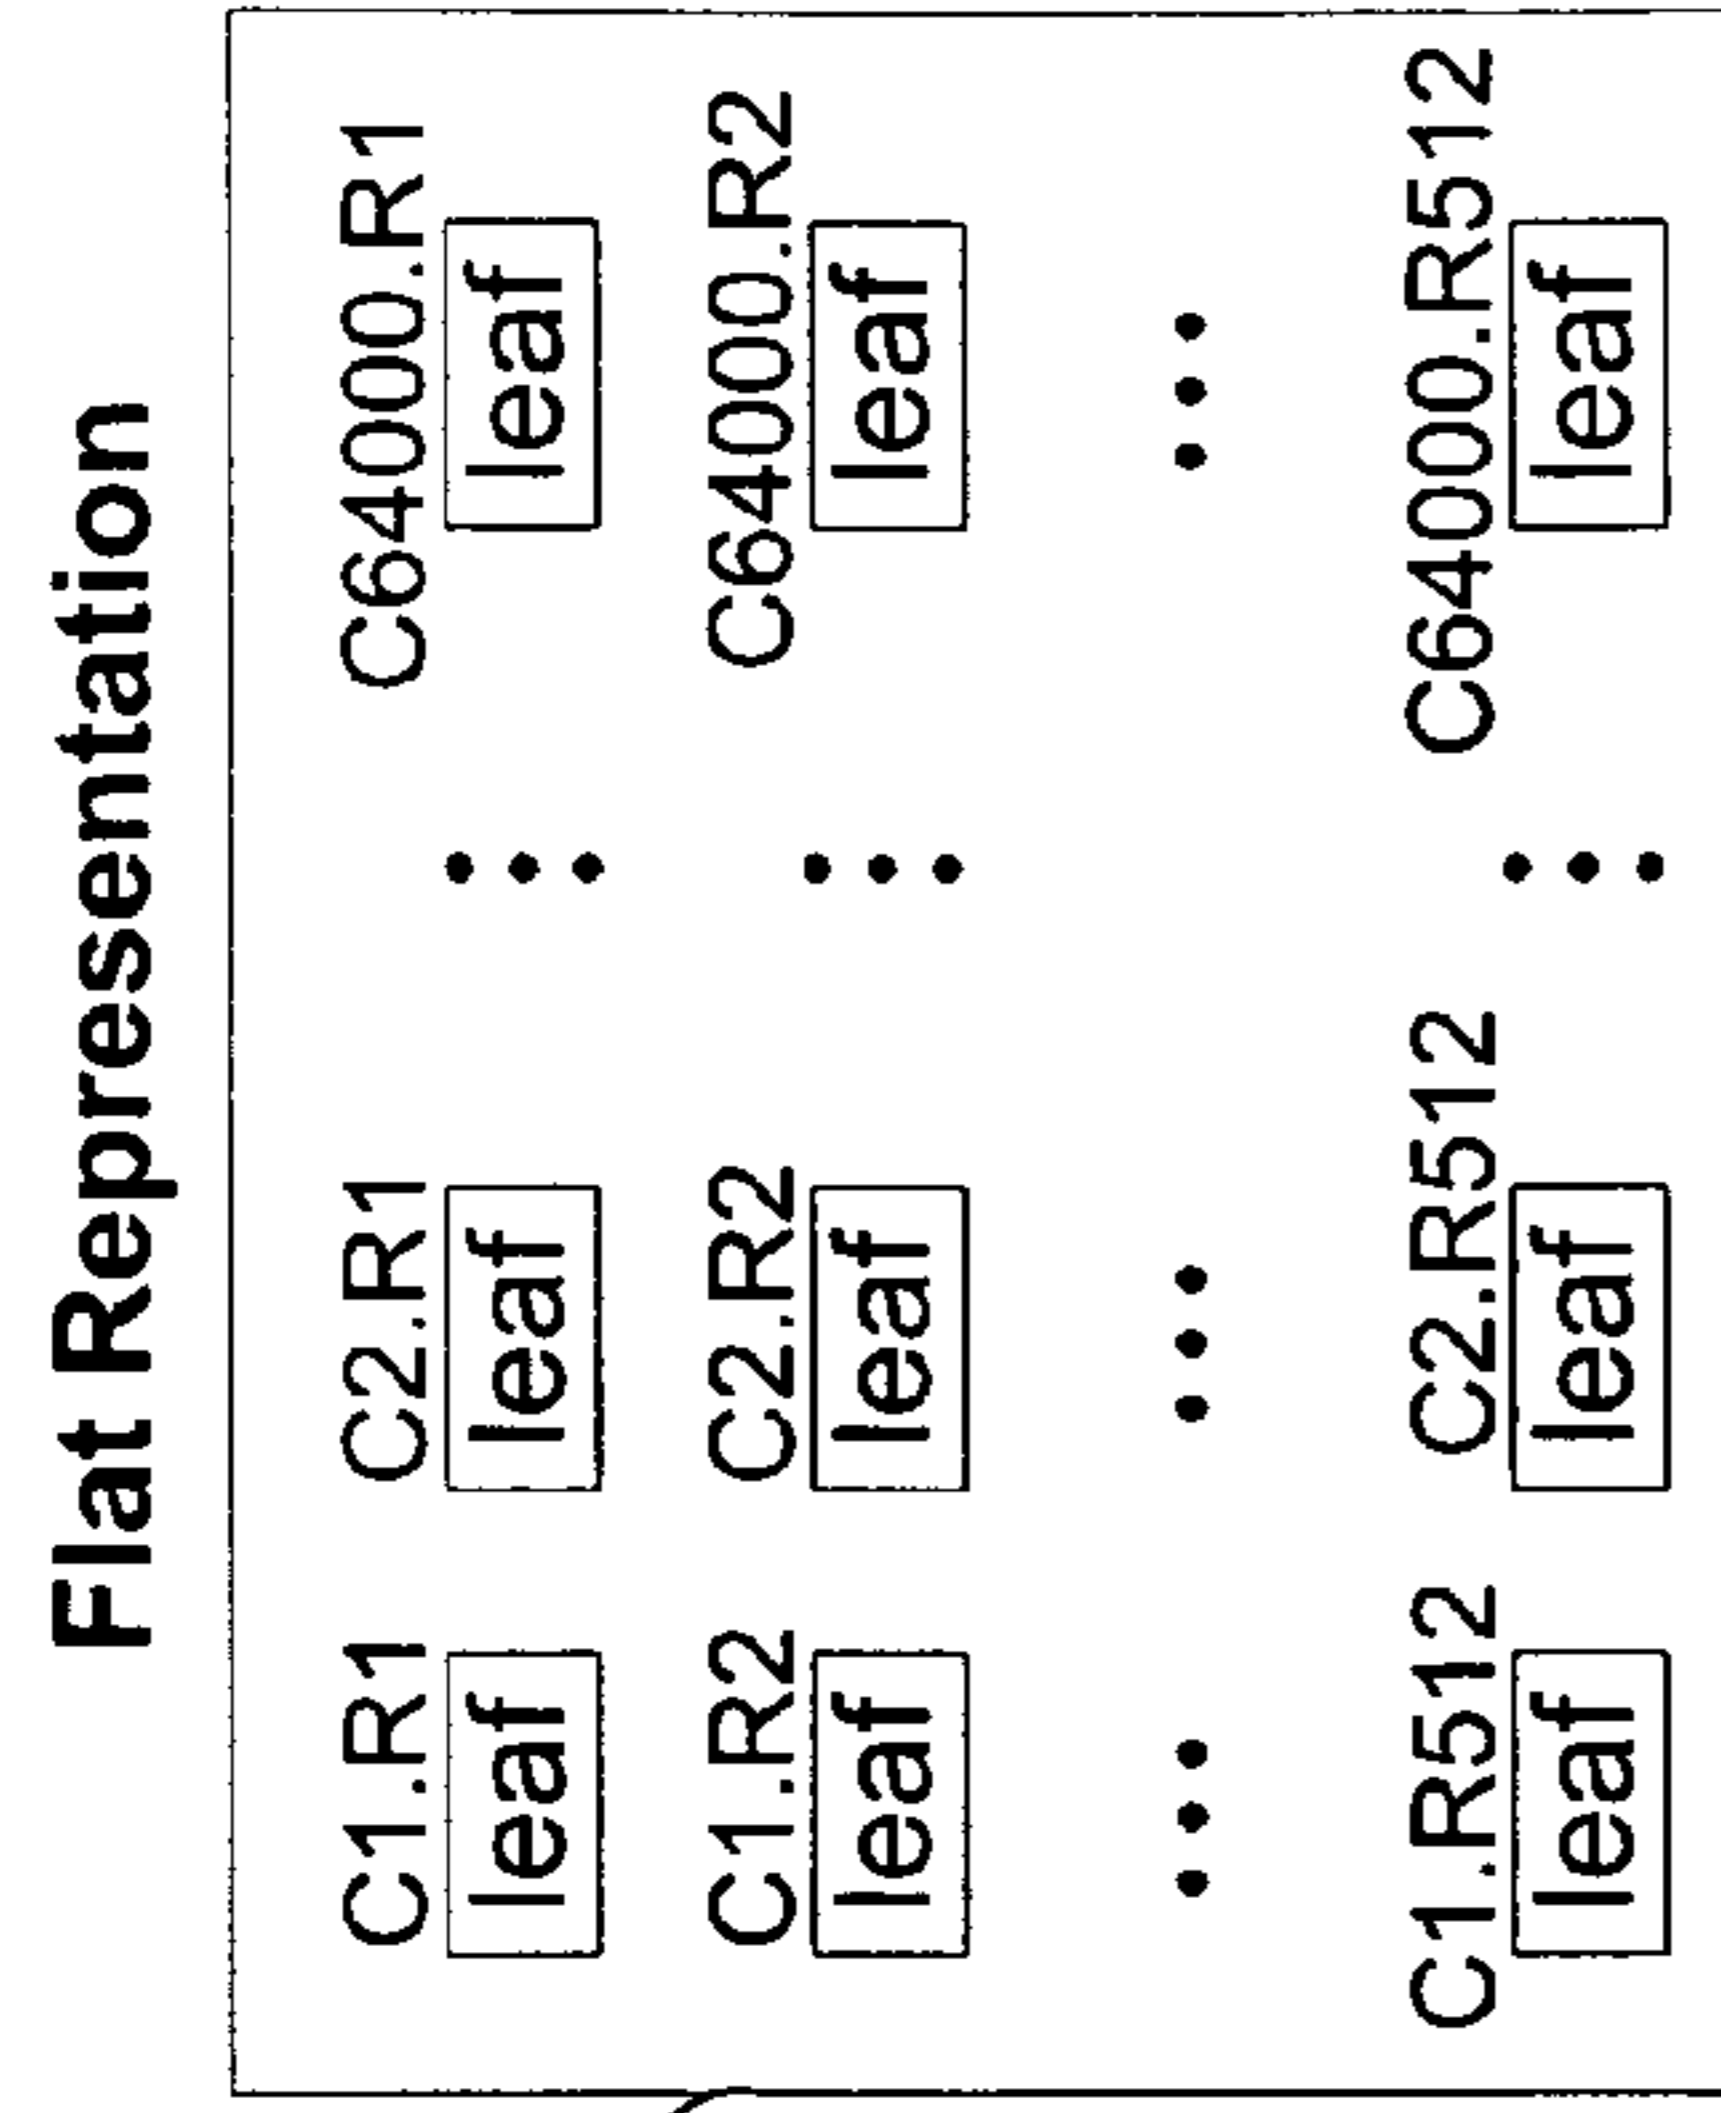 Flat Representation
C1.R1 C2.R1 C64000.R1
leaf leaf • • • leaf
C1.R2 C2.R2 C64000.R2
leaf leaf • • • leaf
• • • • • • • • •
C1.R512 C2.R512 C64000.R512
leaf leaf • • • leaf